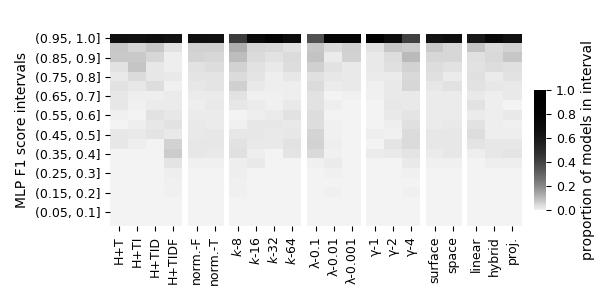 MLP F1 score intervals
(0.95, 1.0]
(0.85, 0.9]
(0.75, 0.8]
(0.65, 0.7]
(0.55, 0.6]
(0.45, 0.5]
(0.35, 0.4]
(0.25, 0.3]
(0.15, 0.2]
(0.05, 0.1]
H+T
H+TI
H+TID
H+TIDF
norm.-F
norm.-T
k-8
k-16
k-32
k-64
λ-0.1
λ-0.01
λ-0.001
γ-1
γ-2
γ-4
surface
space
linear
hybrid
proj.
1.0
0.8
0.6
0.4
0.2
0.0
proportion of models in interval